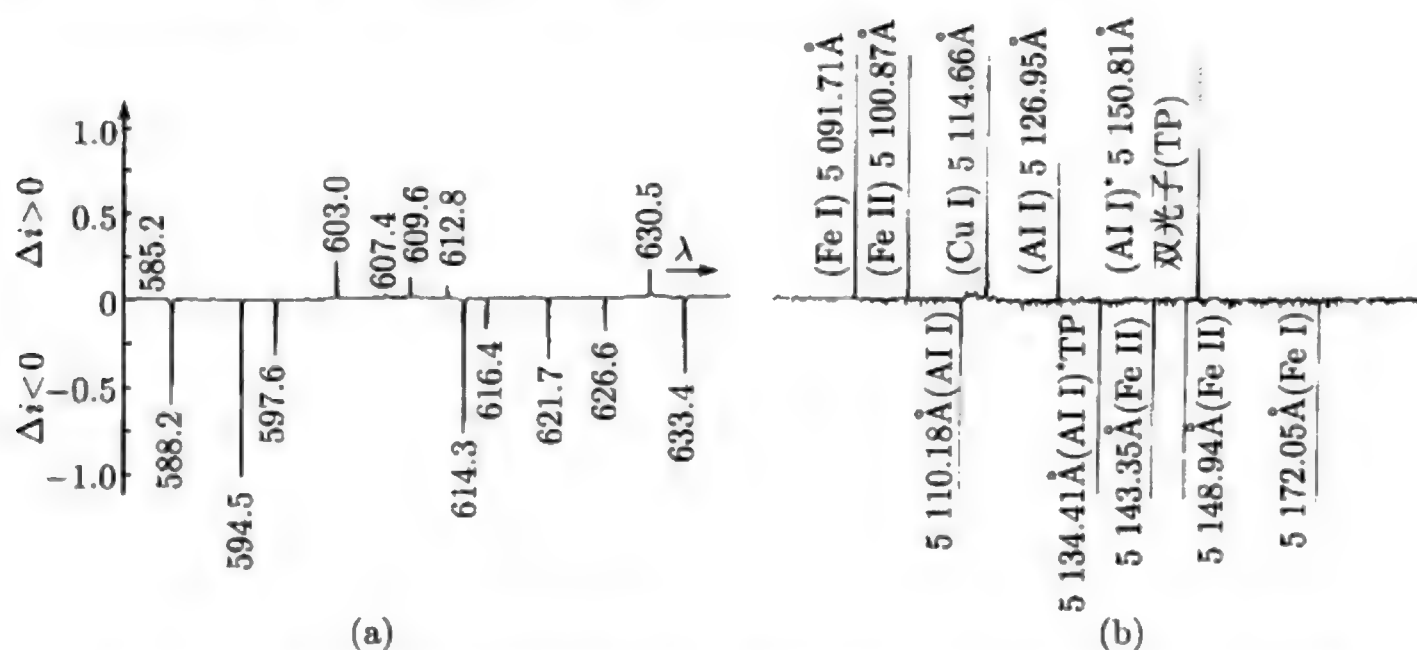 1.0
0.5
0
−0.5
−1.0
Δi>0
Δi<0
585.2
588.2
594.5
597.6
603.0
607.4
609.6
612.8
614.3
616.4
621.7
626.6
630.5
633.4
λ
(a)
(Fe I) 5 091.71Å
(Fe II) 5 100.87Å
(Cu I) 5 114.66Å
(AI I) 5 126.95Å
(AI I)* 5 150.81Å
双光子(TP)
5 110.18Å(AI I)
5 134.41Å(AI I)*TP
5 143.35Å(Fe II)
5 148.94Å(Fe II)
5 172.05Å(Fe I)
(b)